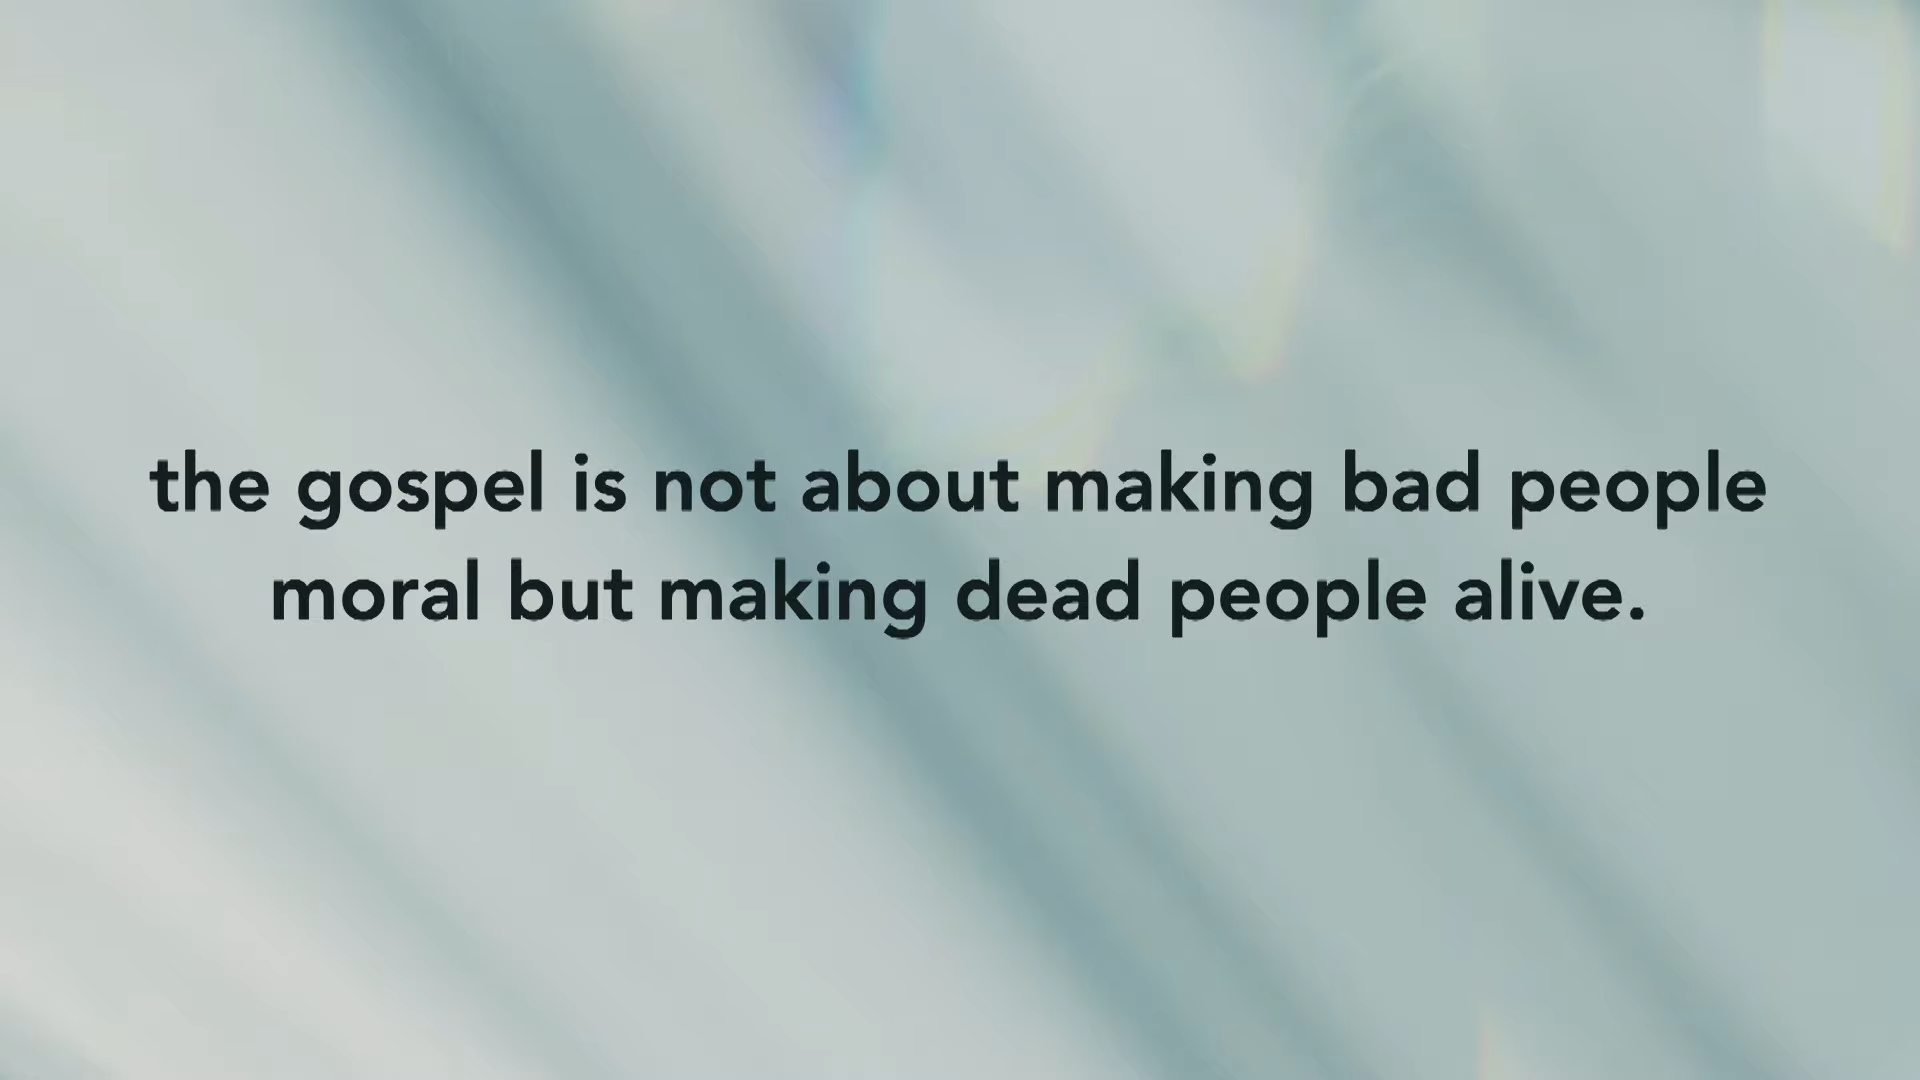 the gospel is not about making bad people
moral but making dead people alive.